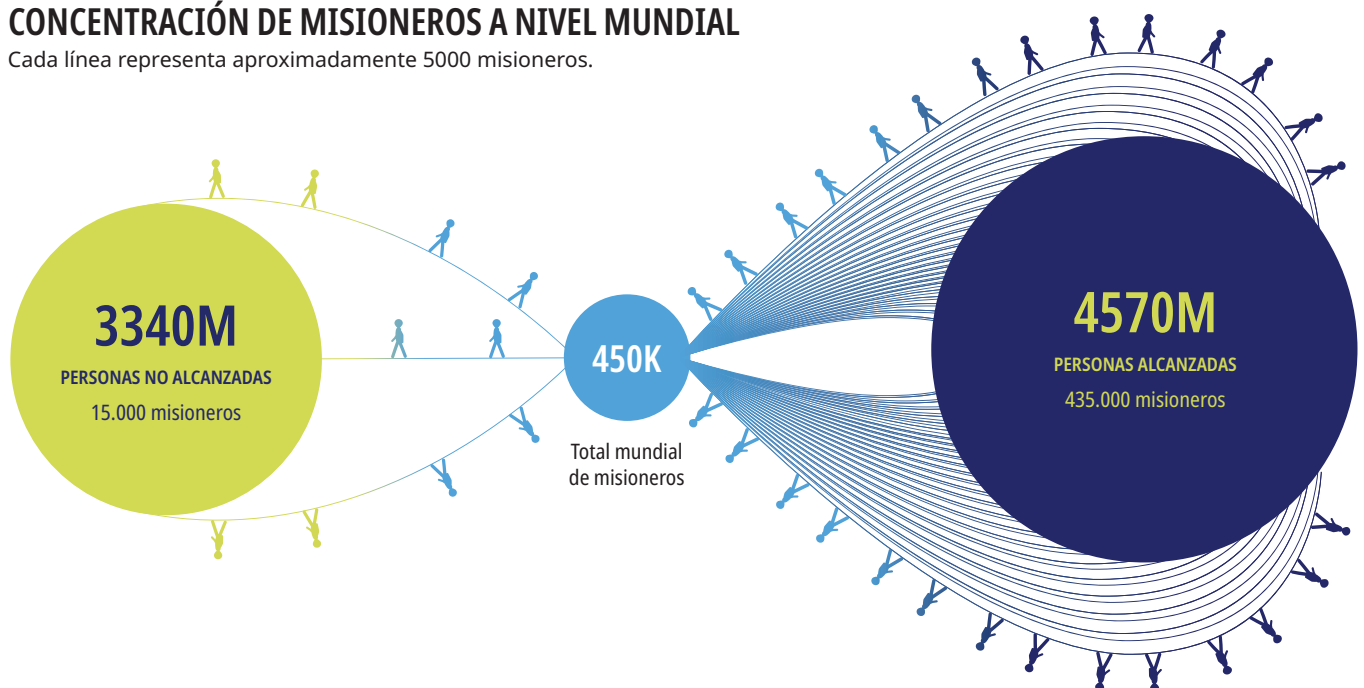 CONCENTRACIÓN DE MISIONEROS A NIVEL MUNDIAL
Cada línea representa aproximadamente 5000 misioneros.
3340M
PERSONAS NO ALCANZADAS
15.000 misioneros
450K
Total mundial
de misioneros
4570M
PERSONAS ALCANZADAS
435.000 misioneros